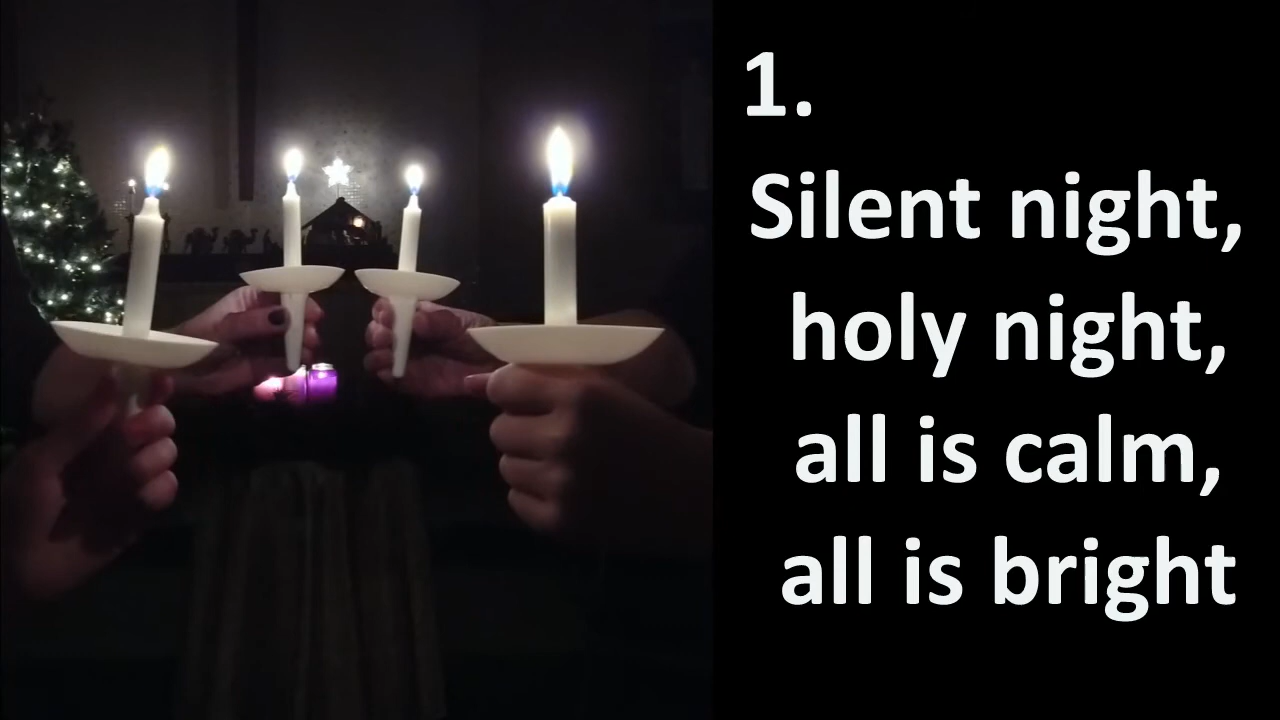 1.
Silent night,
holy night,
all is calm,
all is bright